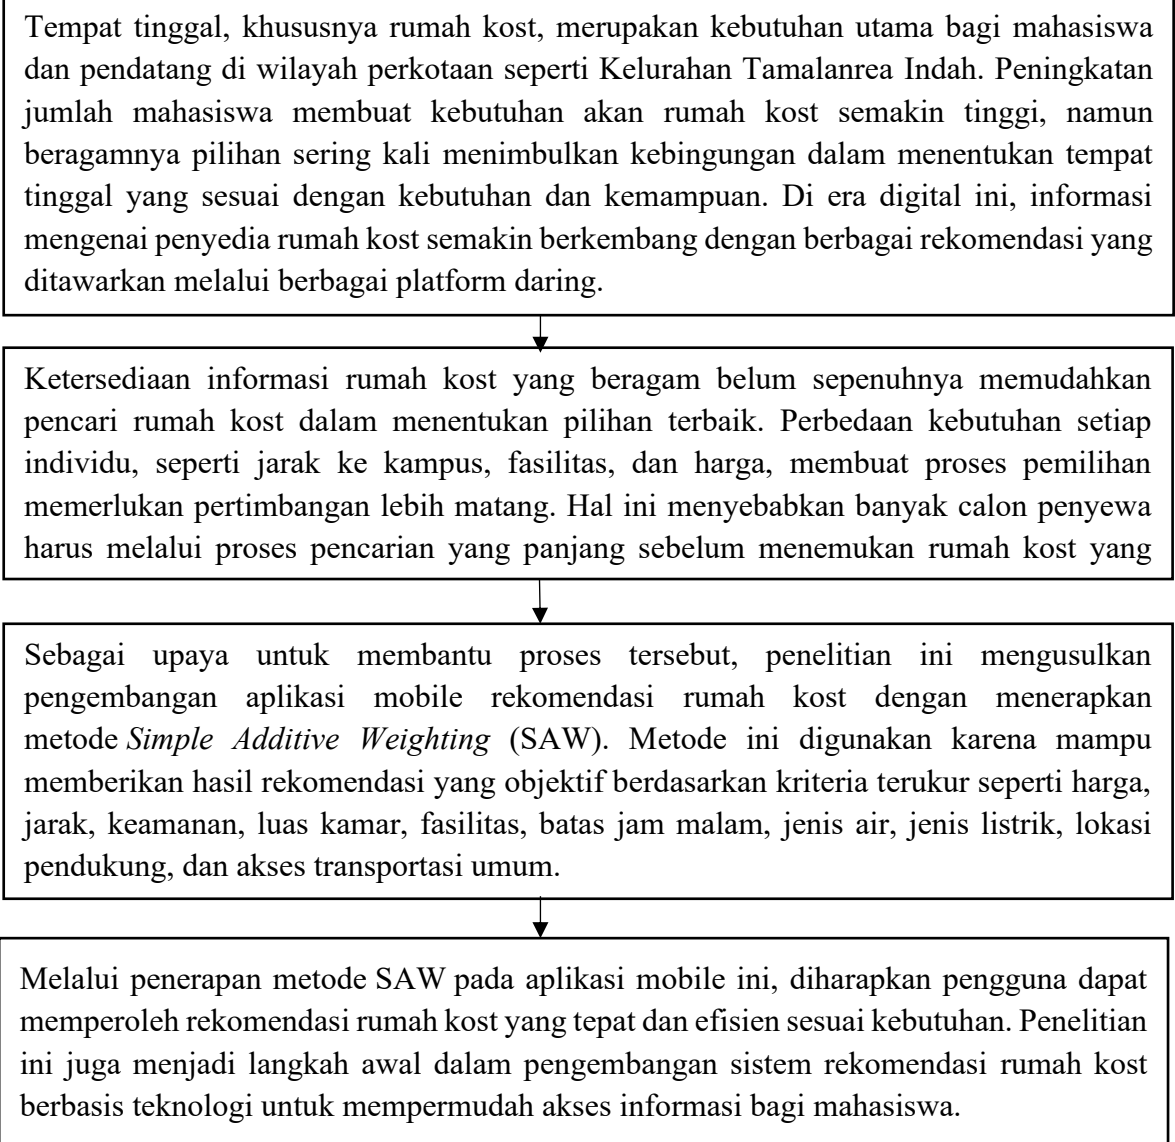 Tempat tinggal, khususnya rumah kost, merupakan kebutuhan utama bagi mahasiswa
dan pendatang di wilayah perkotaan seperti Kelurahan Tamalanrea Indah. Peningkatan
jumlah mahasiswa membuat kebutuhan akan rumah kost semakin tinggi, namun
beragamnya pilihan sering kali menimbulkan kebingungan dalam menentukan tempat
tinggal yang sesuai dengan kebutuhan dan kemampuan. Di era digital ini, informasi
mengenai penyedia rumah kost semakin berkembang dengan berbagai rekomendasi yang
ditawarkan melalui berbagai platform daring.
Ketersediaan informasi rumah kost yang beragam belum sepenuhnya memudahkan
pencari rumah kost dalam menentukan pilihan terbaik. Perbedaan kebutuhan setiap
individu, seperti jarak ke kampus, fasilitas, dan harga, membuat proses pemilihan
memerlukan pertimbangan lebih matang. Hal ini menyebabkan banyak calon penyewa
harus melalui proses pencarian yang panjang sebelum menemukan rumah kost yang
Sebagai upaya untuk membantu proses tersebut, penelitian ini mengusulkan
pengembangan aplikasi mobile rekomendasi rumah kost dengan menerapkan
metode Simple Additive Weighting (SAW). Metode ini digunakan karena mampu
memberikan hasil rekomendasi yang objektif berdasarkan kriteria terukur seperti harga,
jarak, keamanan, luas kamar, fasilitas, batas jam malam, jenis air, jenis listrik, lokasi
pendukung, dan akses transportasi umum.
Melalui penerapan metode SAW pada aplikasi mobile ini, diharapkan pengguna dapat
memperoleh rekomendasi rumah kost yang tepat dan efisien sesuai kebutuhan. Penelitian
ini juga menjadi langkah awal dalam pengembangan sistem rekomendasi rumah kost
berbasis teknologi untuk mempermudah akses informasi bagi mahasiswa.